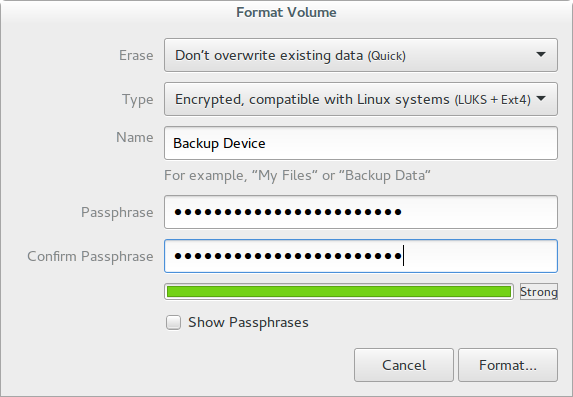 Format Volume
Erase Don’t overwrite existing data (Quick)
Type Encrypted, compatible with Linux systems (LUKS + Ext4)
Name Backup Device
For example, “My Files” or “Backup Data”
Passphrase ●●●●●●●●●●●●●●●●●●●●●●●
Confirm Passphrase ●●●●●●●●●●●●●●●●●●●●●●●
Strong
Show Passphrases
Cancel Format...